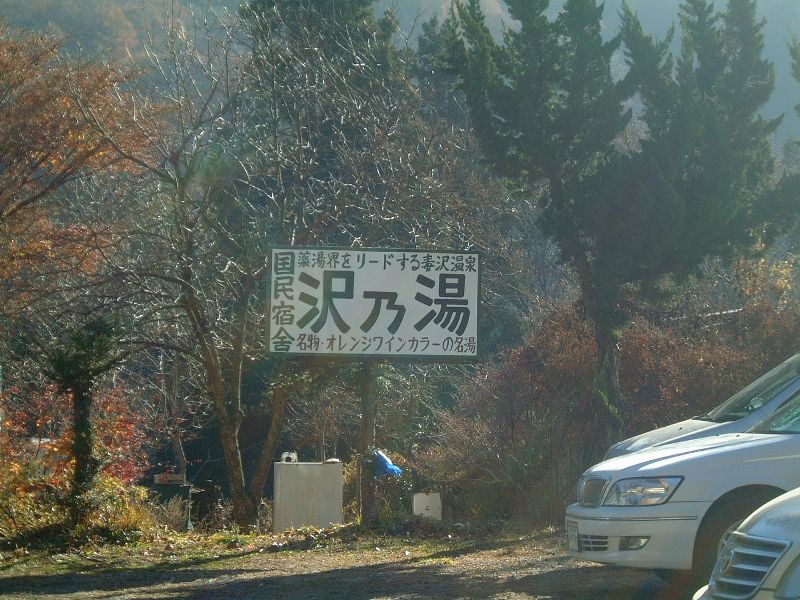 国民宿舎
薬湯界をリードする毒沢温泉
沢乃湯
名物・オレンジワインカラーの名湯